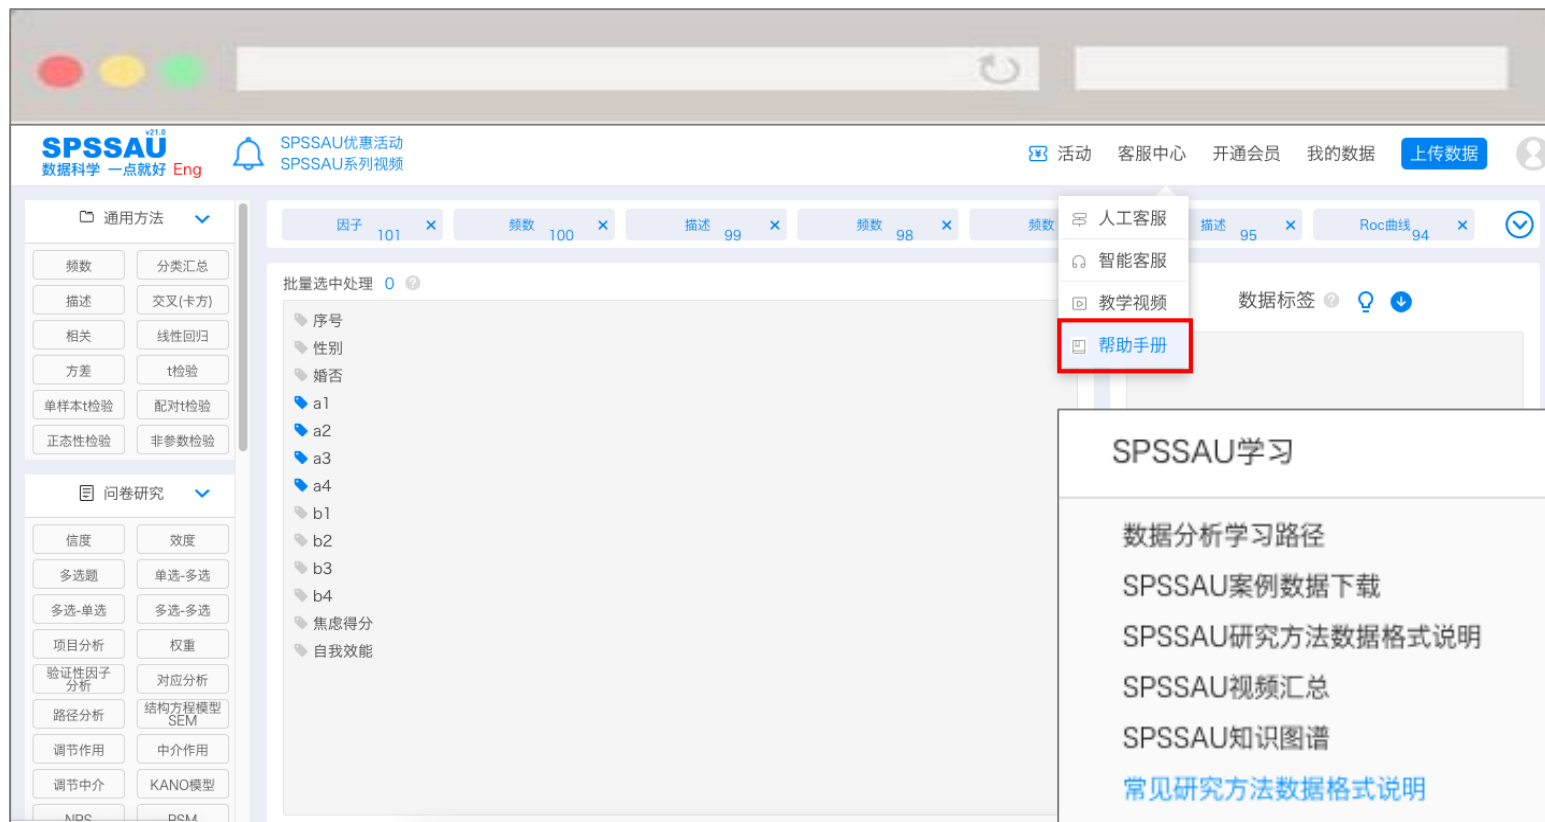 SPSSAU
v21.0
数据科学 一点就好 Eng
SPSSAU优惠活动
SPSSAU系列视频
活动
客服中心
开通会员
我的数据
上传数据
人工客服
智能客服
教学视频
帮助手册
通用方法
频数 分类汇总
描述 交叉(卡方)
相关 线性回归
方差 t检验
单样本t检验 配对t检验
正态性检验 非参数检验
问卷研究
信度 效度
多选题 单选-多选
多选-单选 多选-多选
项目分析 权重
验证性因子分析 对应分析
路径分析 结构方程模型SEM
调节作用 中介作用
调节中介 KANO模型
NPS PSM
因子 101
频数 100
描述 99
频数 98
频数
描述 95
Roc曲线 94
批量选中处理 0
序号
性别
婚否
a1
a2
a3
a4
b1
b2
b3
b4
焦虑得分
自我效能
数据标签
SPSSAU学习
数据分析学习路径
SPSSAU案例数据下载
SPSSAU研究方法数据格式说明
SPSSAU视频汇总
SPSSAU知识图谱
常见研究方法数据格式说明